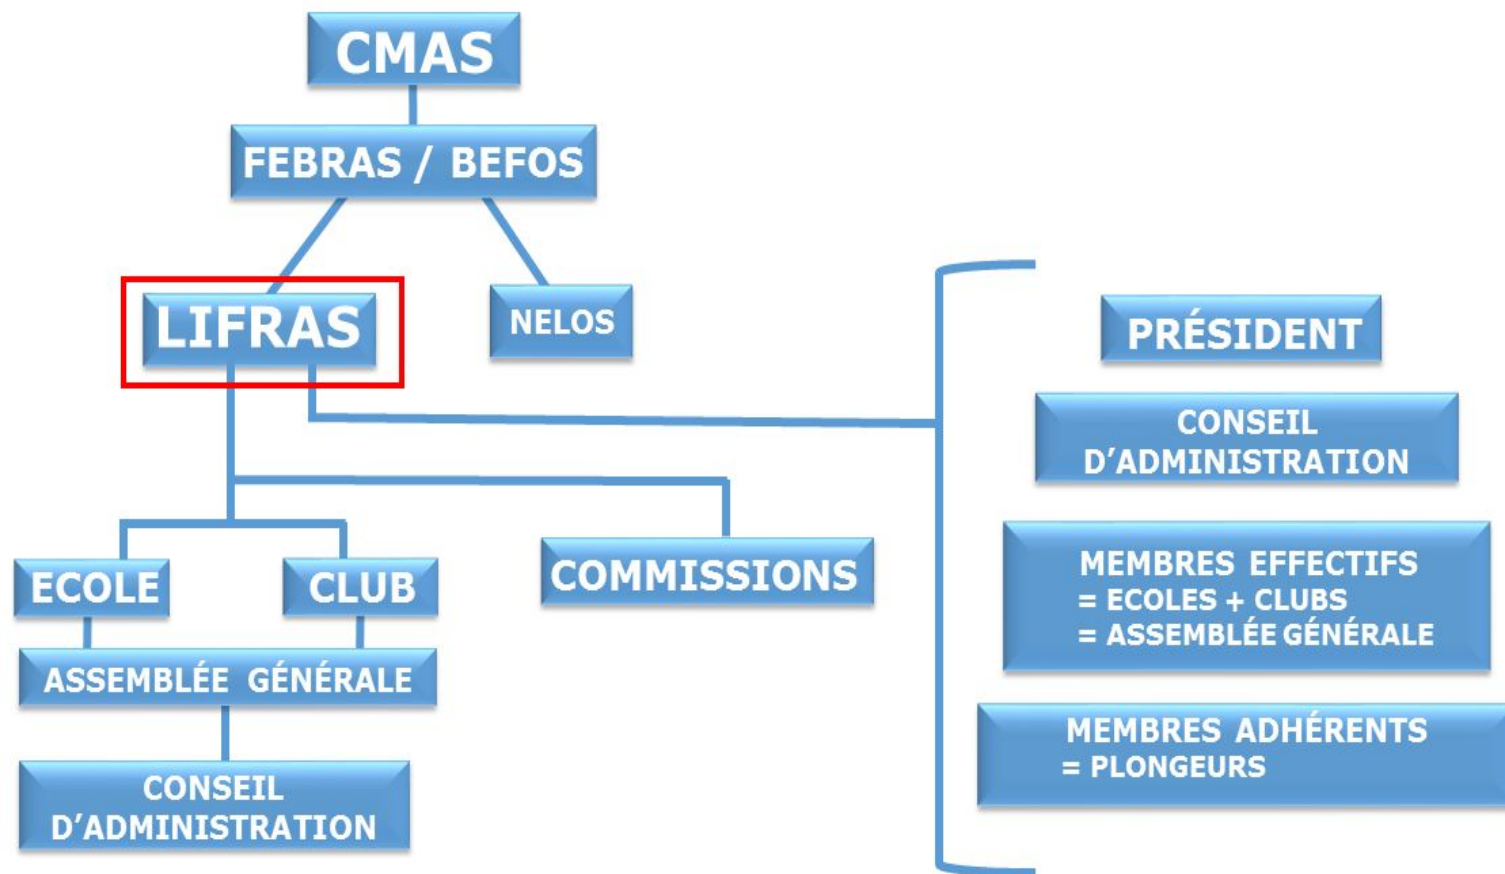 CMAS
FEBRAS / BEFOS
LIFRAS
NELOS
ECOLE
CLUB
COMMISSIONS
ASSEMBLÉE GÉNÉRALE
CONSEIL
D’ADMINISTRATION
PRÉSIDENT
CONSEIL
D’ADMINISTRATION
MEMBRES EFFECTIFS
= ECOLES + CLUBS
= ASSEMBLÉE GÉNÉRALE
MEMBRES ADHÉRENTS
= PLONGEURS